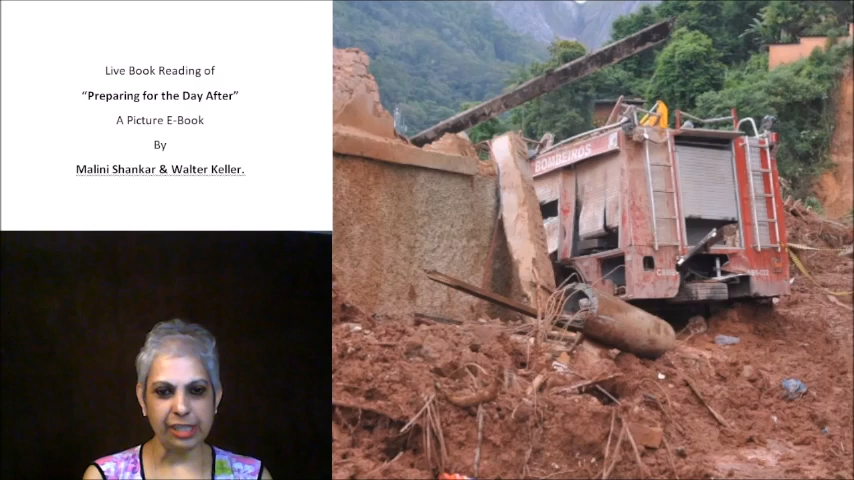 Live Book Reading of
“Preparing for the Day After”
A Picture E-Book
By
Malini Shankar & Walter Keller.
BOMBEIROS